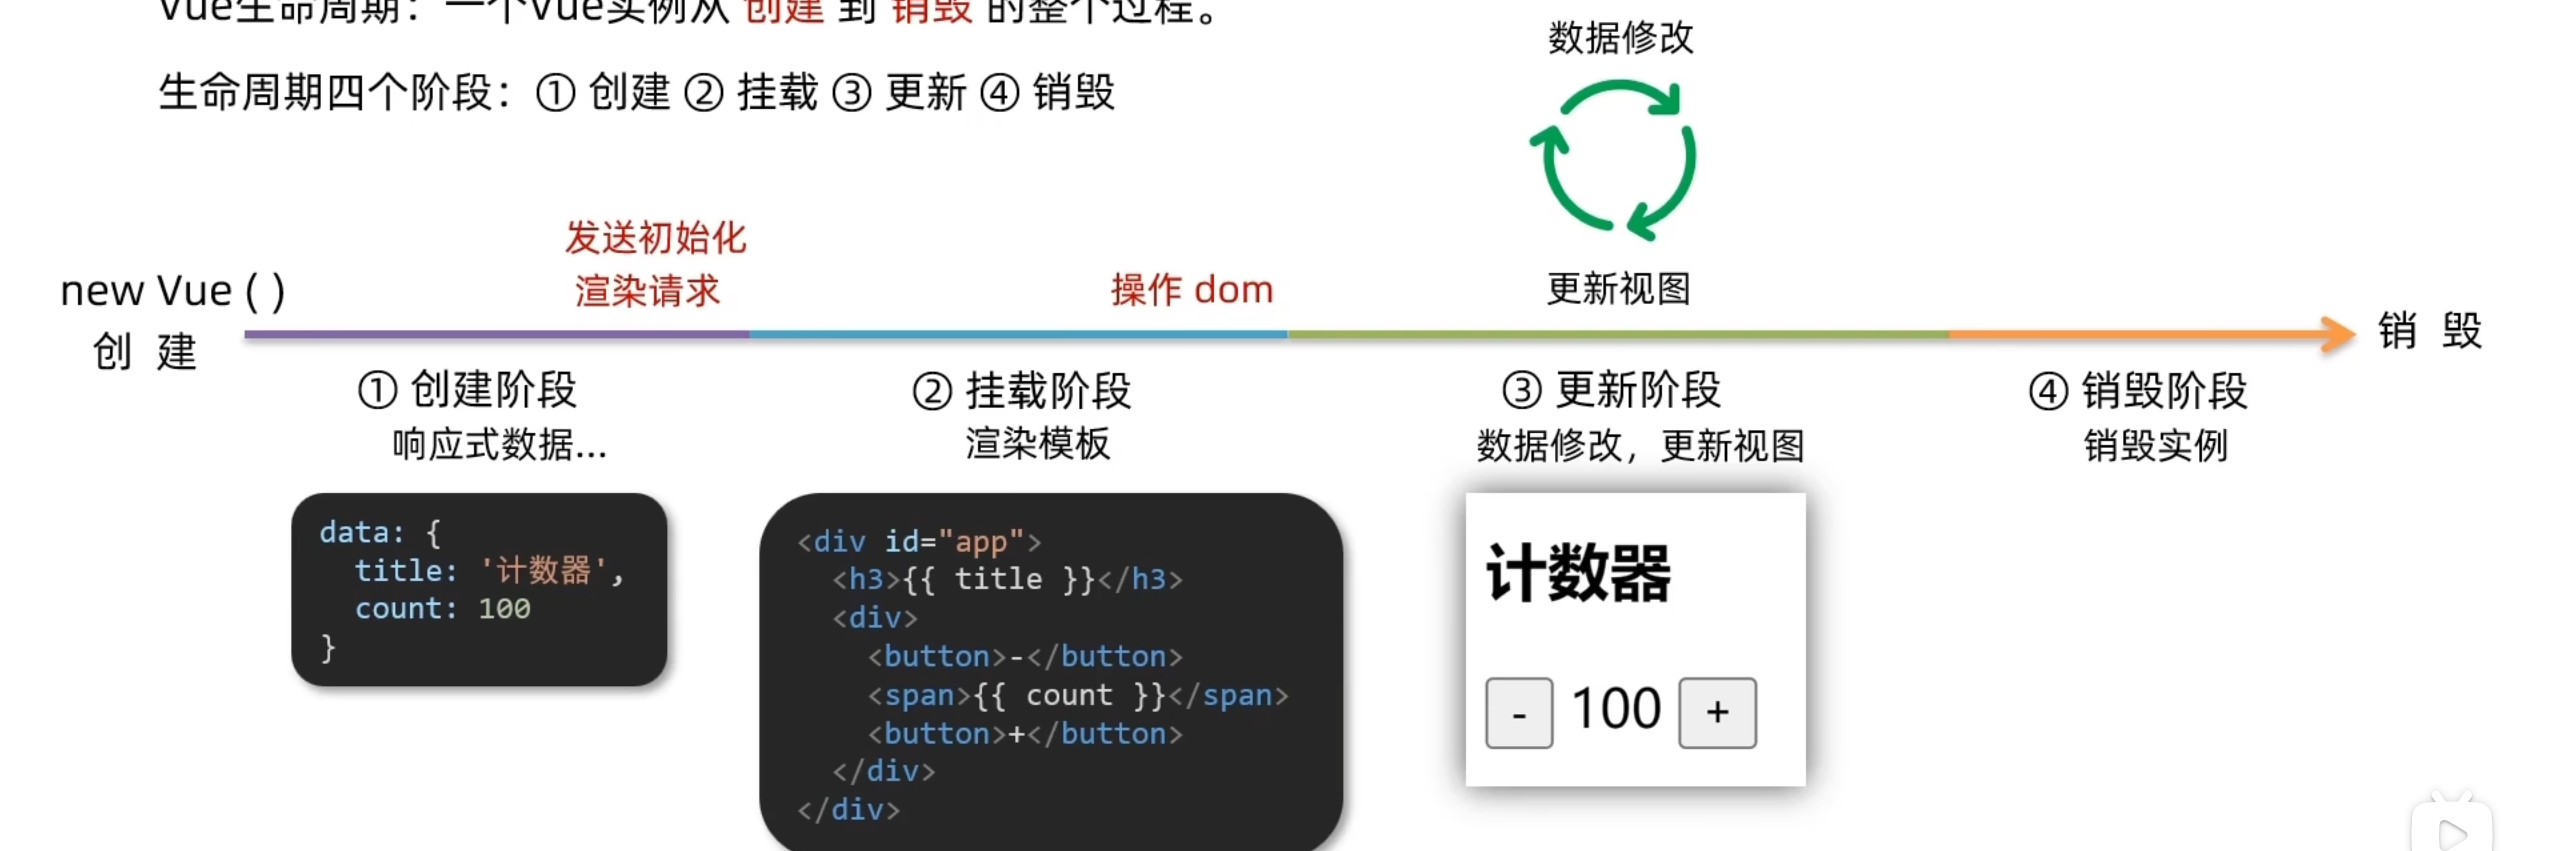 Vue生命周期：一个Vue实例从 创建 到 销毁 的整个过程。
生命周期四个阶段：① 创建 ② 挂载 ③ 更新 ④ 销毁
数据修改
更新视图
发送初始化
渲染请求
操作 dom
new Vue ( )
创 建
销 毁
① 创建阶段
响应式数据...
② 挂载阶段
渲染模板
③ 更新阶段
数据修改，更新视图
④ 销毁阶段
销毁实例
data: {
  title: '计数器',
  count: 100
}
<div id="app">
  <h3>{{ title }}</h3>
  <div>
    <button>-</button>
    <span>{{ count }}</span>
    <button>+</button>
  </div>
</div>
计数器
- 100 +